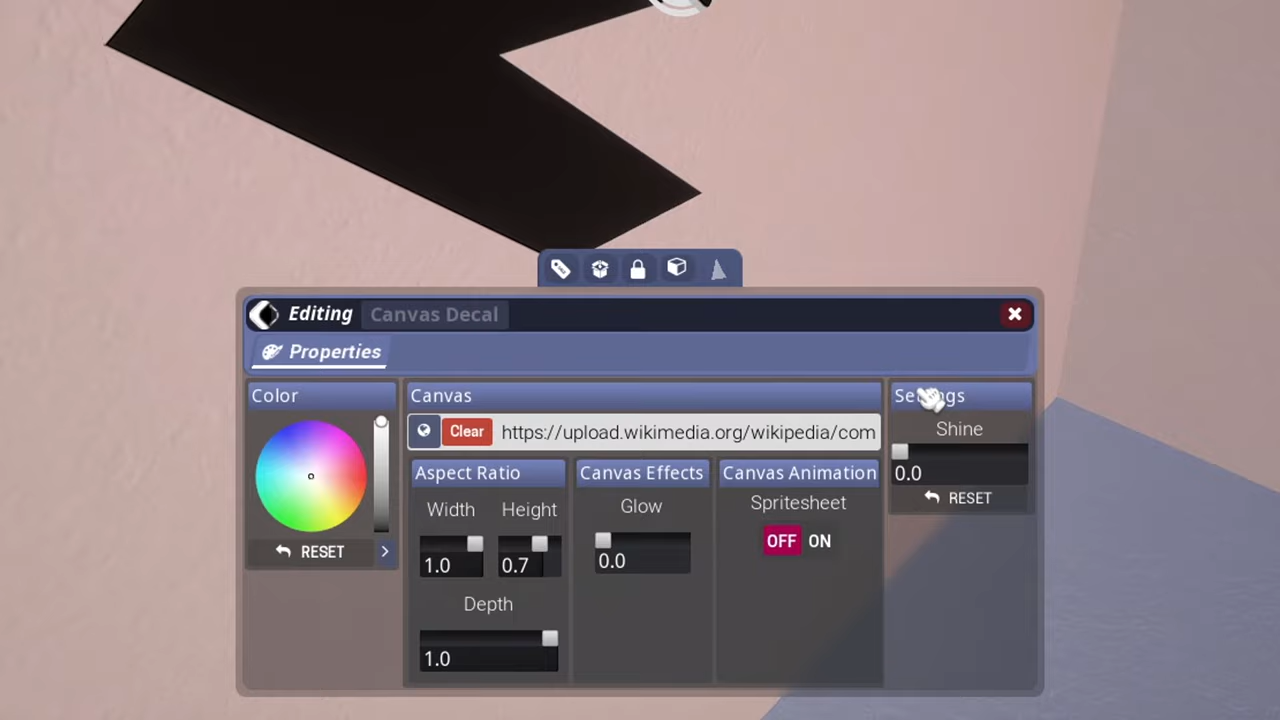 Editing Canvas Decal
Properties
Color
RESET
Canvas
Clear https://upload.wikimedia.org/wikipedia/com
Aspect Ratio
Width Height
1.0 0.7
Depth
1.0
Canvas Effects
Glow
0.0
Canvas Animation
Spritesheet
OFF ON
Settings
Shine
0.0
RESET